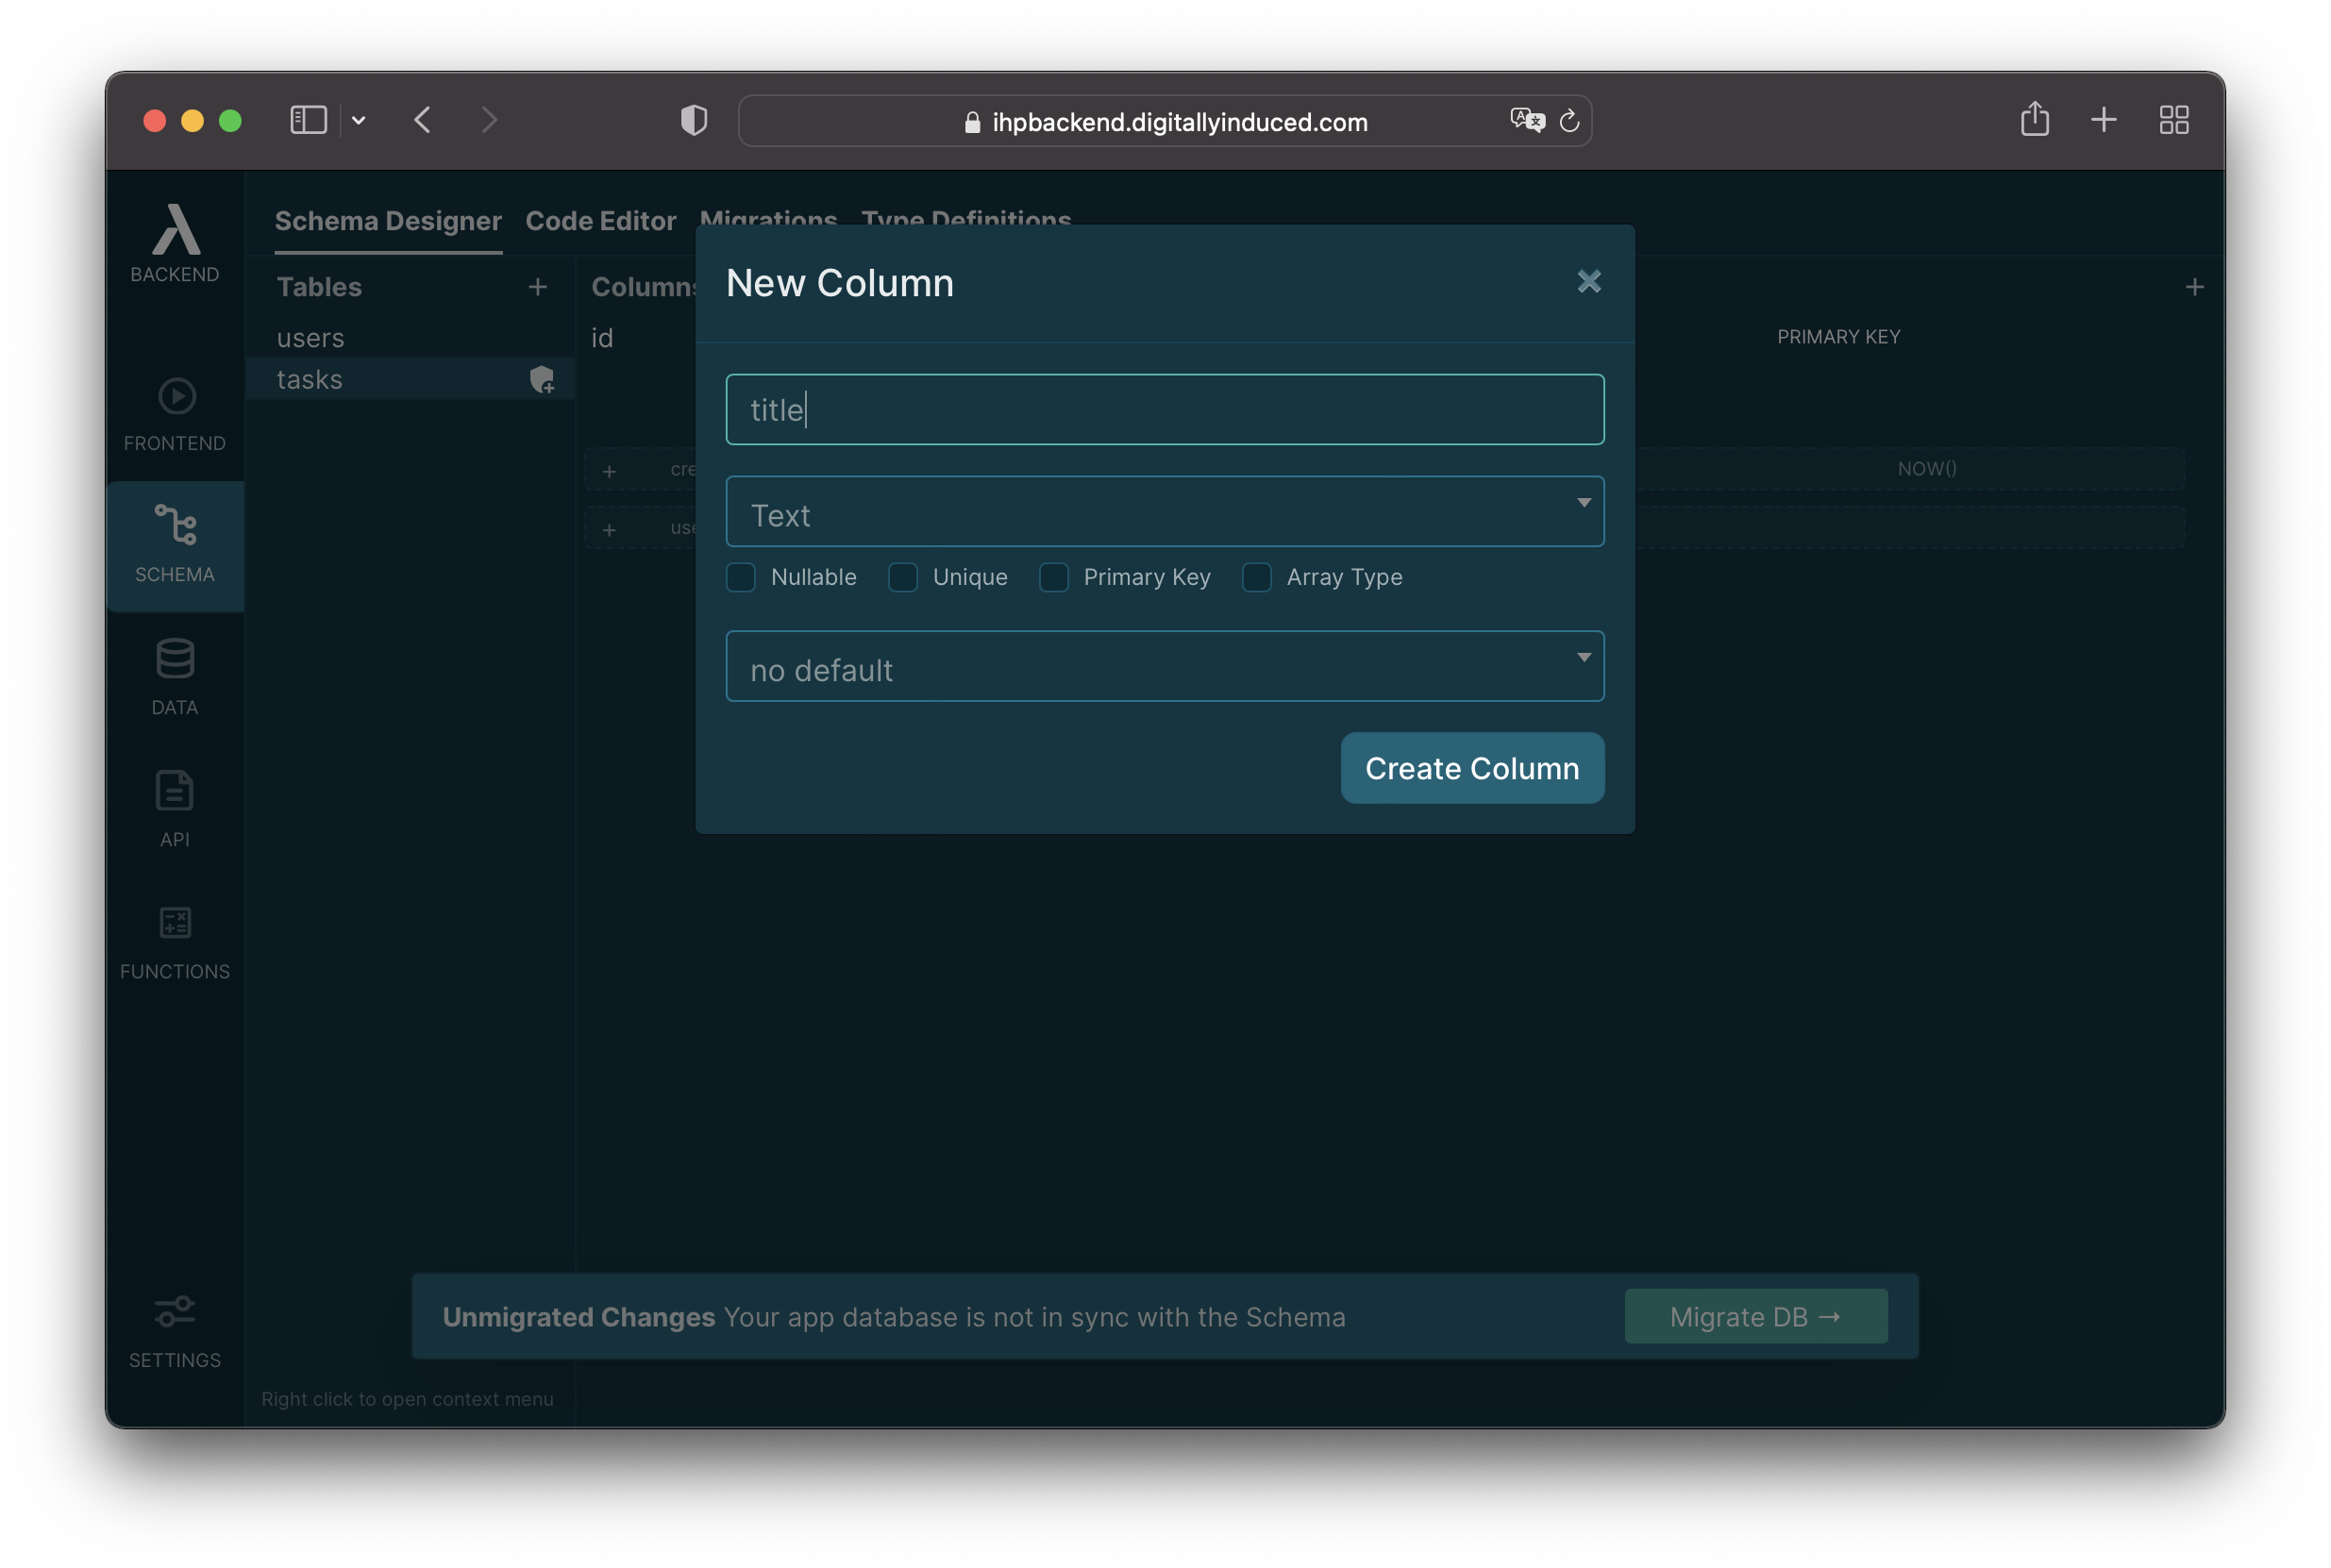 ihpbackend.digitallyinduced.com
BACKEND
FRONTEND
SCHEMA
DATA
API
FUNCTIONS
SETTINGS
Schema Designer Code Editor Migrations Type Definitions
Tables +
users
tasks
Right click to open context menu
Columns +
id PRIMARY KEY
+ cre NOW()
+ use
New Column
title
Text
Nullable Unique Primary Key Array Type
no default
Create Column
Unmigrated Changes Your app database is not in sync with the Schema
Migrate DB →